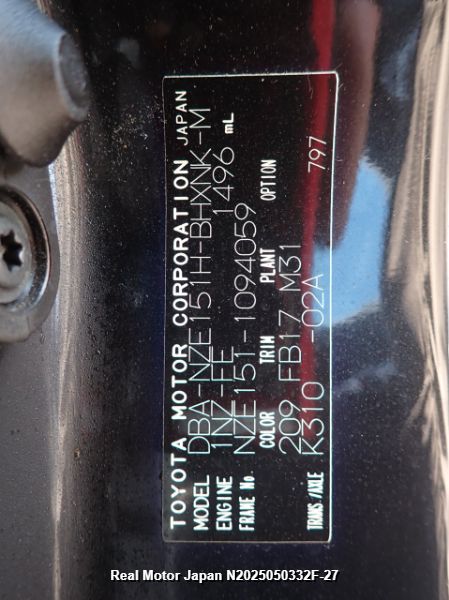 TOYOTA MOTOR CORPORATION JAPAN
MODEL DBA-NZE151H-BHXNK-M
ENGINE 1NZ-FE 1496 mL
FRAME No. NZE151-1094059
COLOR TRIM PLANT OPTION
209 FB17 M31 797
TRANS/AXLE K310 -02A
Real Motor Japan N2025050332F-27